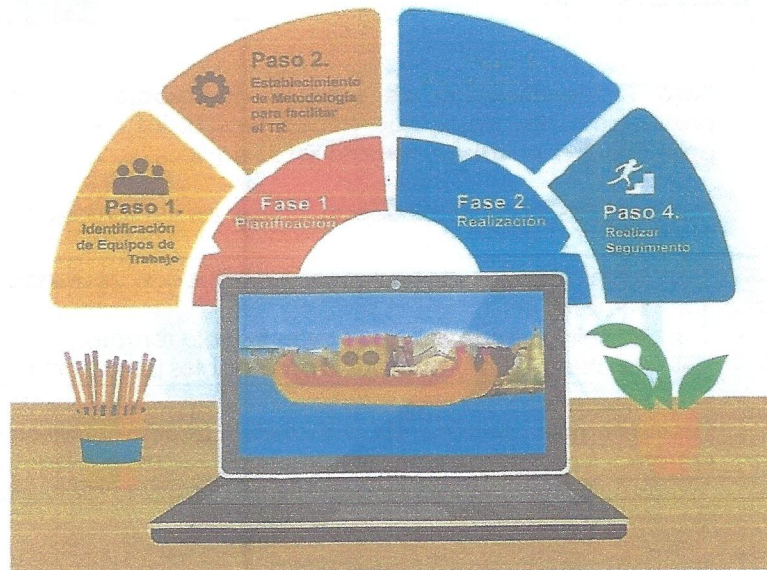 Paso 1.
Identificación
de Equipos de
Trabajo
Paso 2.
Establecimiento
de Metodología
para facilitar
el TR
Fase 1
Planificación
Fase 2.
Realización
Paso 4.
Realizar
Seguimiento